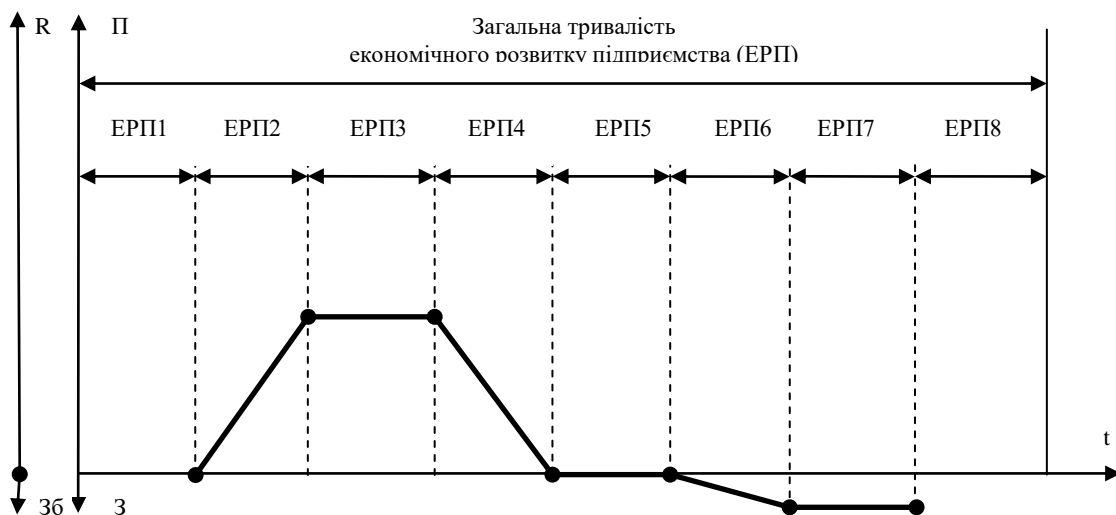 R П Загальна тривалість
економічного розвитку підприємства (ЕРП)
ЕРП1 ЕРП2 ЕРП3 ЕРП4 ЕРП5 ЕРП6 ЕРП7 ЕРП8
t
Зб З